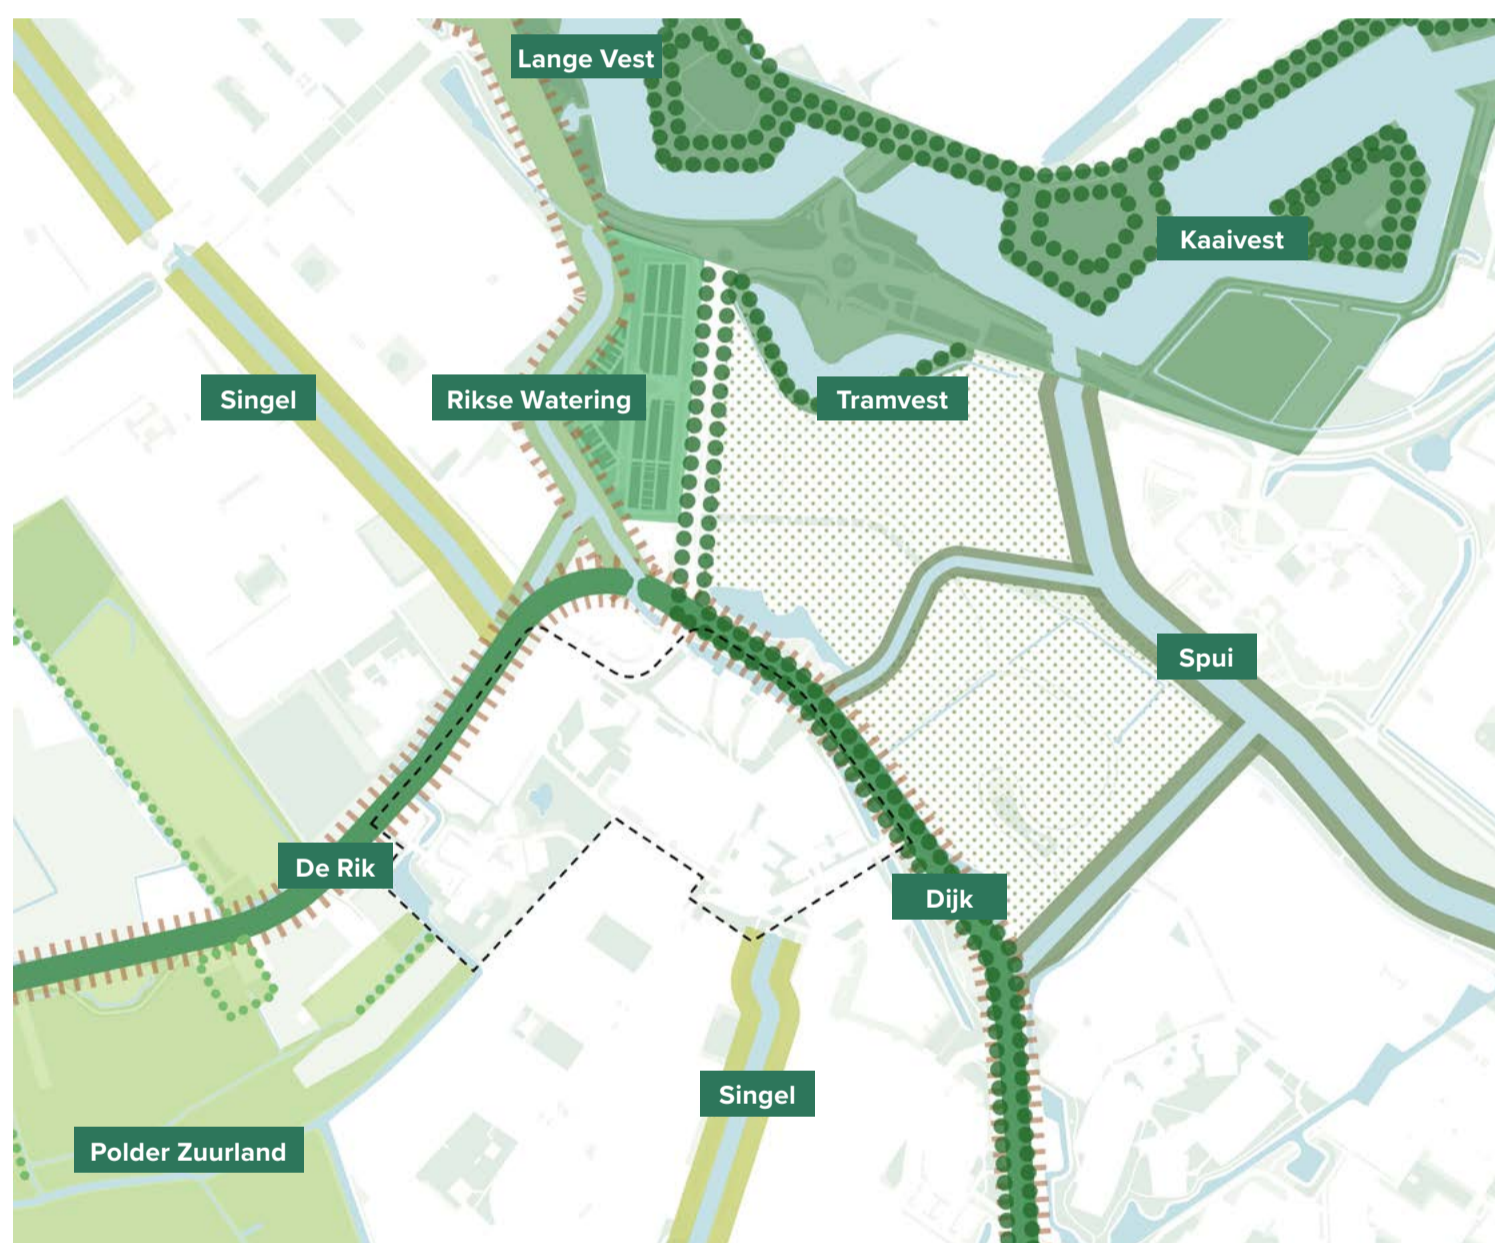 Lange Vest
Kaaivest
Singel
Rikse Watering
Tramvest
Spui
De Rik
Dijk
Singel
Polder Zuurland